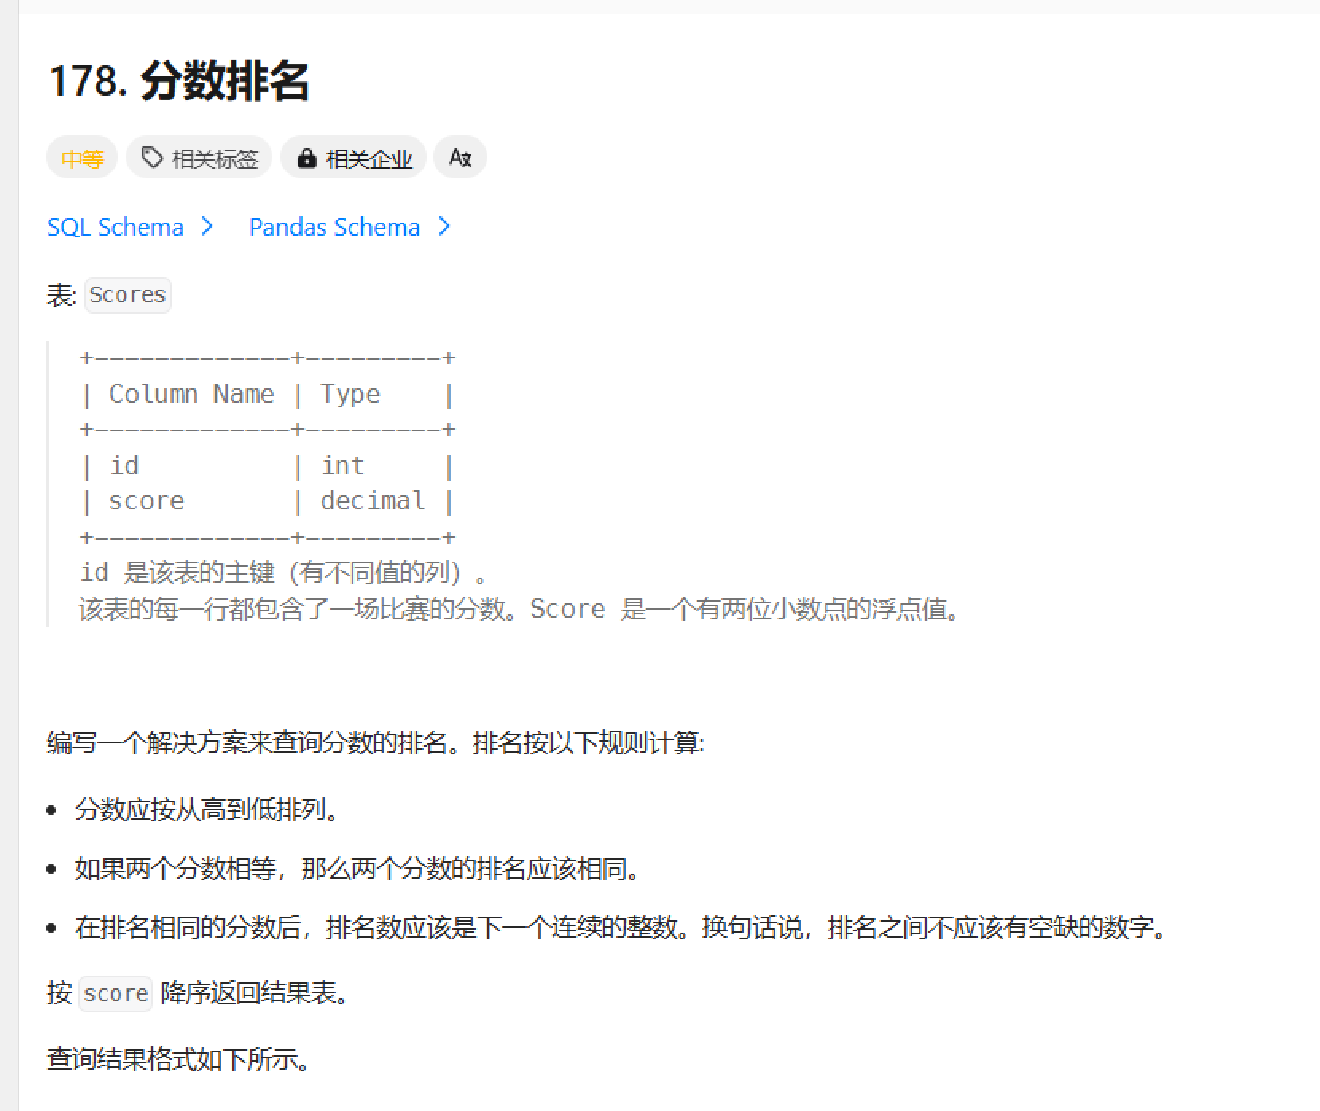 178. 分数排名
中等 相关标签 相关企业 A文
SQL Schema > Pandas Schema >
表: Scores
+-------------+---------+
| Column Name | Type    |
+-------------+---------+
| id          | int     |
| score       | decimal |
+-------------+---------+
id 是该表的主键（有不同值的列）。
该表的每一行都包含了一场比赛的分数。Score 是一个有两位小数点的浮点值。
编写一个解决方案来查询分数的排名。排名按以下规则计算:
• 分数应按从高到低排列。
• 如果两个分数相等，那么两个分数的排名应该相同。
• 在排名相同的分数后，排名数应该是下一个连续的整数。换句话说，排名之间不应该有空缺的数字。
按 score 降序返回结果表。
查询结果格式如下所示。